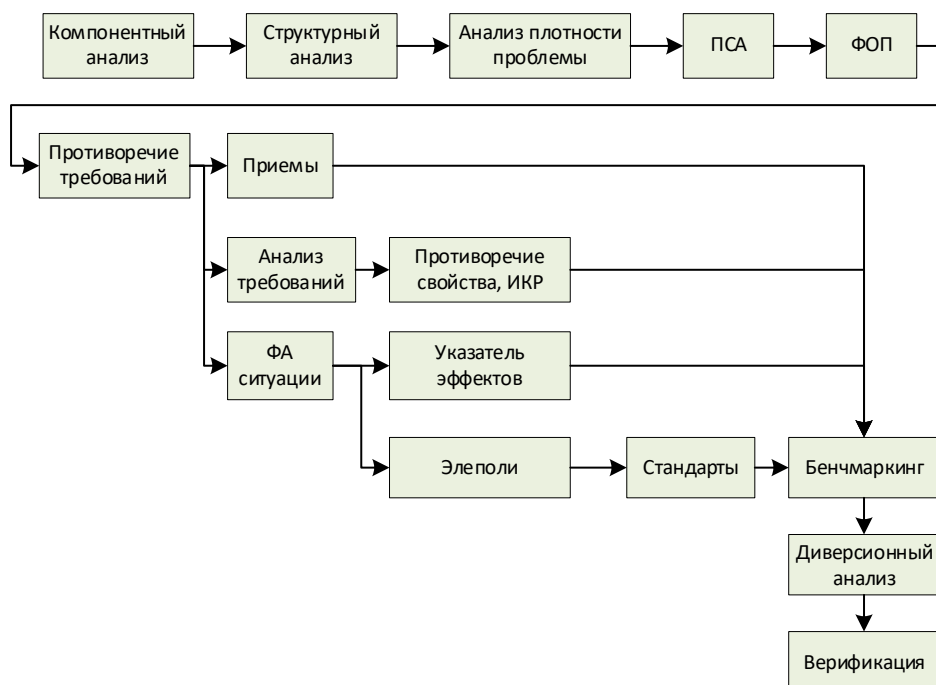 Компонентный
анализ
Структурный
анализ
Анализ плотности
проблемы
ПСА
ФОП
Противоречие
требований
Приемы
Анализ
требований
Противоречие
свойства, ИКР
ФА
ситуации
Указатель
эффектов
Элеполи
Стандарты
Бенчмаркинг
Диверсионный
анализ
Верификация